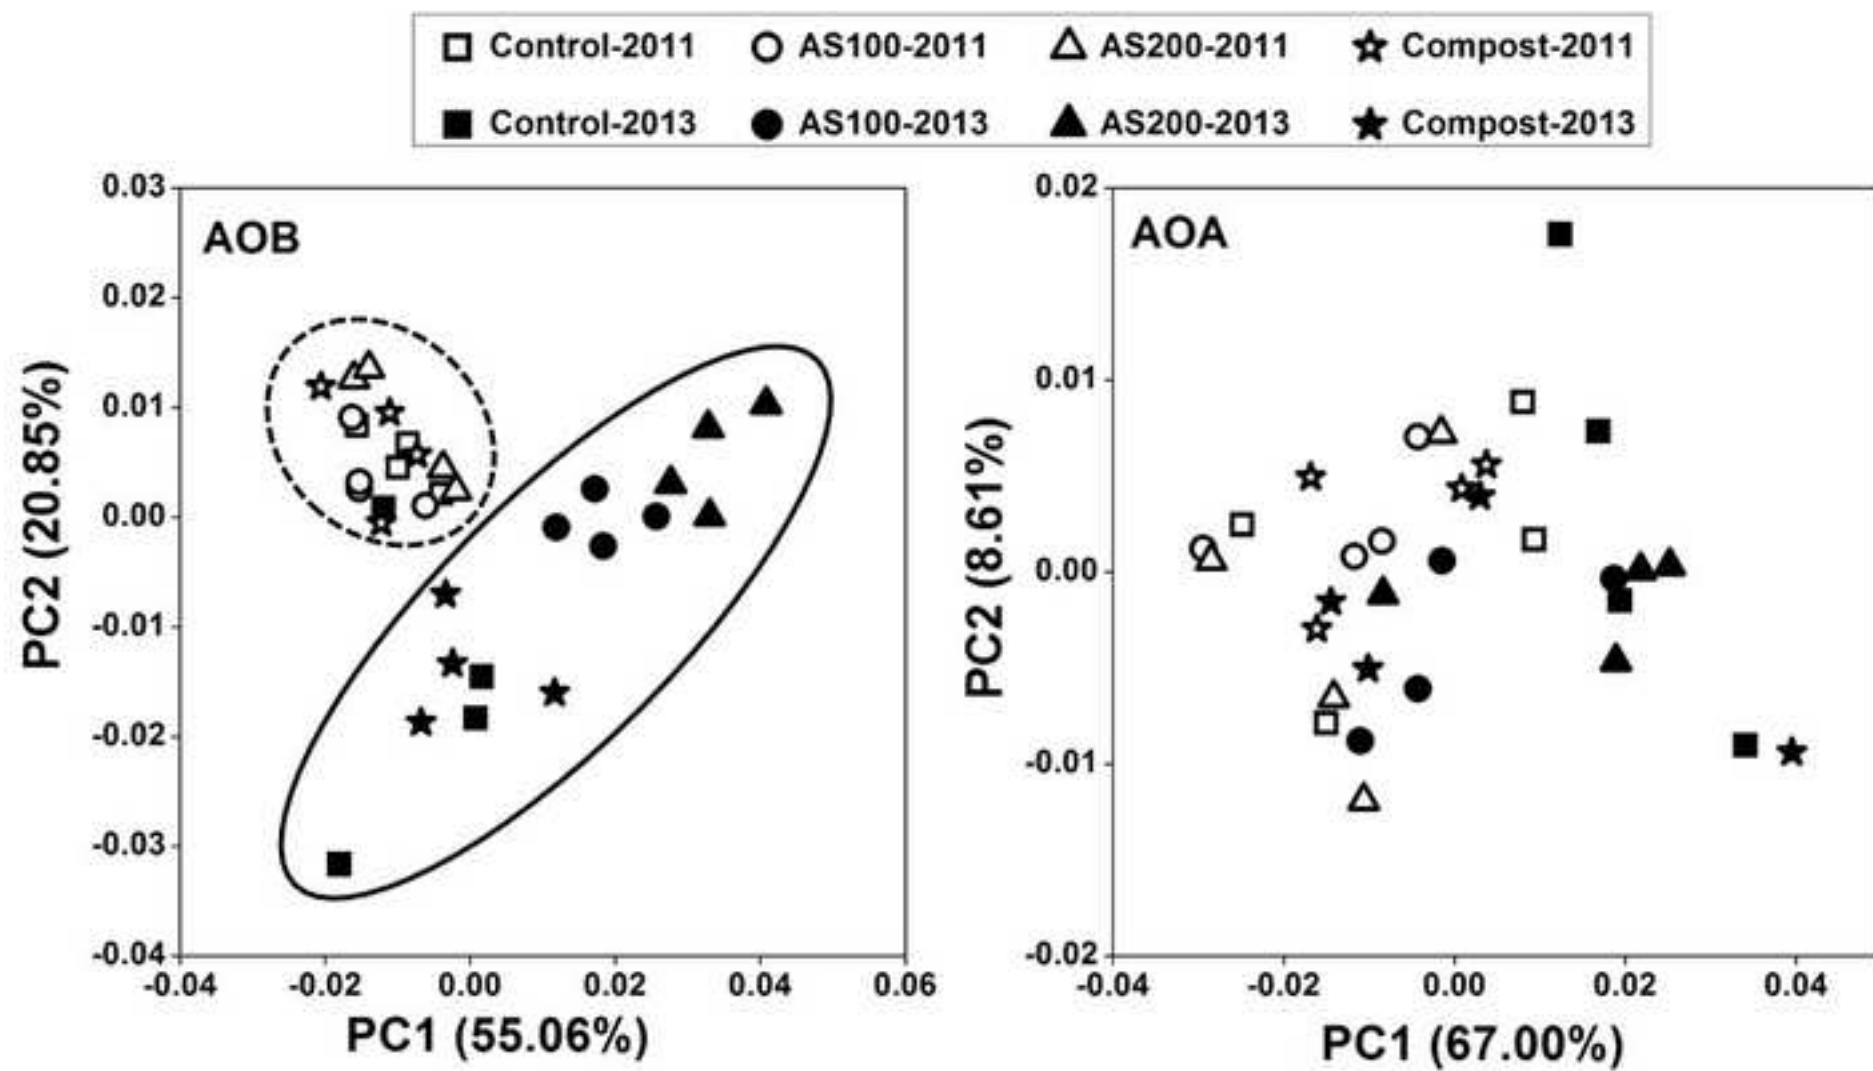 Control-2011 AS100-2011 AS200-2011 Compost-2011
Control-2013 AS100-2013 AS200-2013 Compost-2013
AOB
0.03
0.02
0.01
0.00
-0.01
-0.02
-0.03
-0.04
PC2 (20.85%)
-0.04 -0.02 0.00 0.02 0.04 0.06
PC1 (55.06%)
AOA
0.02
0.01
0.00
-0.01
-0.02
PC2 (8.61%)
-0.04 -0.02 0.00 0.02 0.04
PC1 (67.00%)